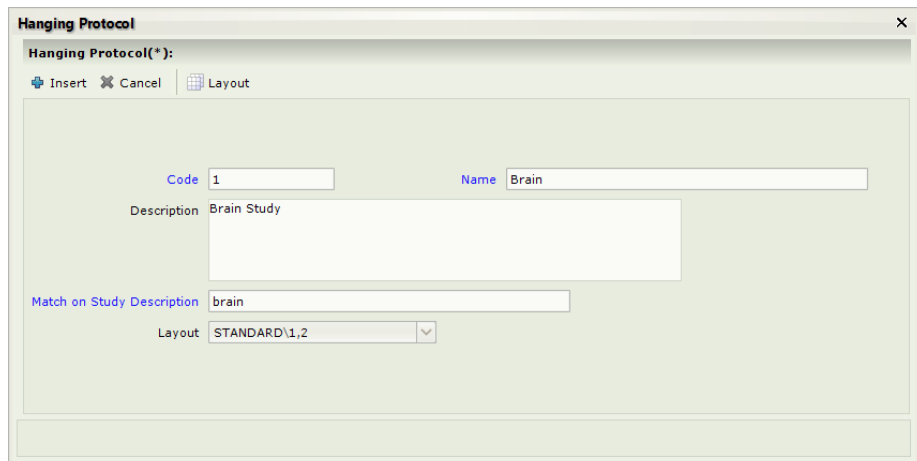 Hanging Protocol
Hanging Protocol(*):
Insert Cancel Layout
Code 1 Name Brain
Description Brain Study
Match on Study Description brain
Layout STANDARD\1,2